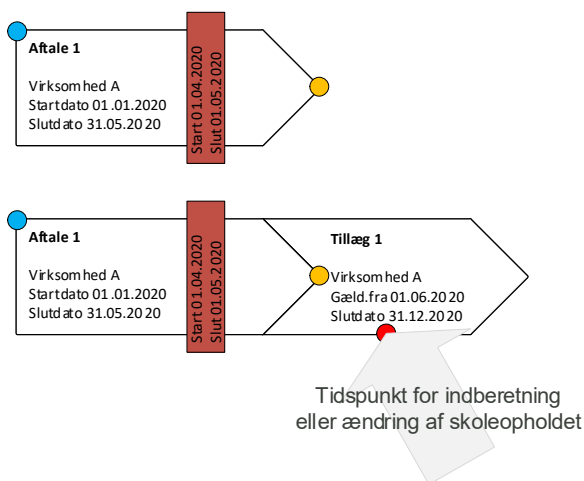 Aftale 1
Virksomhed A
Startdato 01.01.2020
Slutdato 31.05.2020
Start 01.04.2020
Slut 01.05.2020
Aftale 1
Virksomhed A
Startdato 01.01.2020
Slutdato 31.05.2020
Start 01.04.2020
Slut 01.05.2020
Tillæg 1
Virksomhed A
Gæld.fra 01.06.2020
Slutdato 31.12.2020
Tidspunkt for indberetning
eller ændring af skoleopholdet